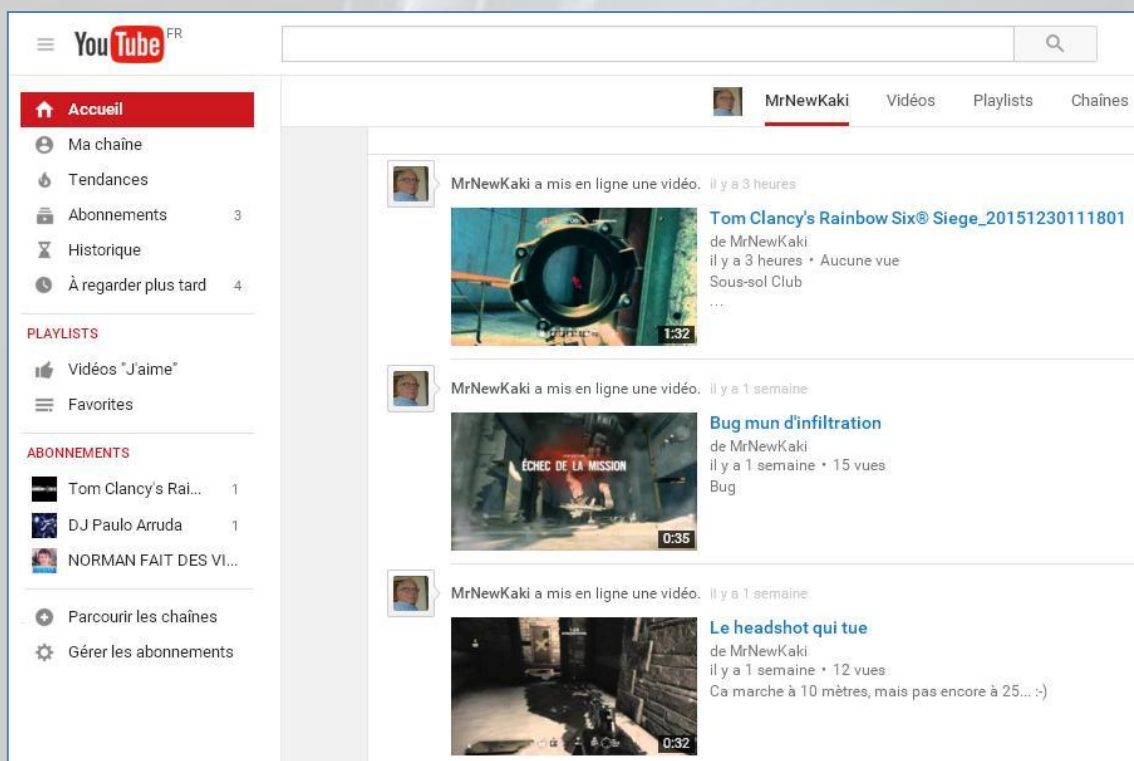 YouTube FR
Accueil
Ma chaîne
Tendances
Abonnements 3
Historique
À regarder plus tard 4
PLAYLISTS
Vidéos "J'aime"
Favorites
ABONNEMENTS
Tom Clancy's Rai... 1
DJ Paulo Arruda 1
NORMAN FAIT DES VI...
Parcourir les chaînes
Gérer les abonnements
MrNewKaki Vidéos Playlists Chaînes
MrNewKaki a mis en ligne une vidéo. il y a 3 heures
Tom Clancy's Rainbow Six® Siege_20151230111801
de MrNewKaki
il y a 3 heures • Aucune vue
Sous-sol Club
...
1:32
MrNewKaki a mis en ligne une vidéo. il y a 1 semaine
Bug mun d'infiltration
de MrNewKaki
il y a 1 semaine • 15 vues
Bug
ÉCHEC DE LA MISSION
0:35
MrNewKaki a mis en ligne une vidéo. il y a 1 semaine
Le headshot qui tue
de MrNewKaki
il y a 1 semaine • 12 vues
Ca marche à 10 mètres, mais pas encore à 25... :-)
0:32